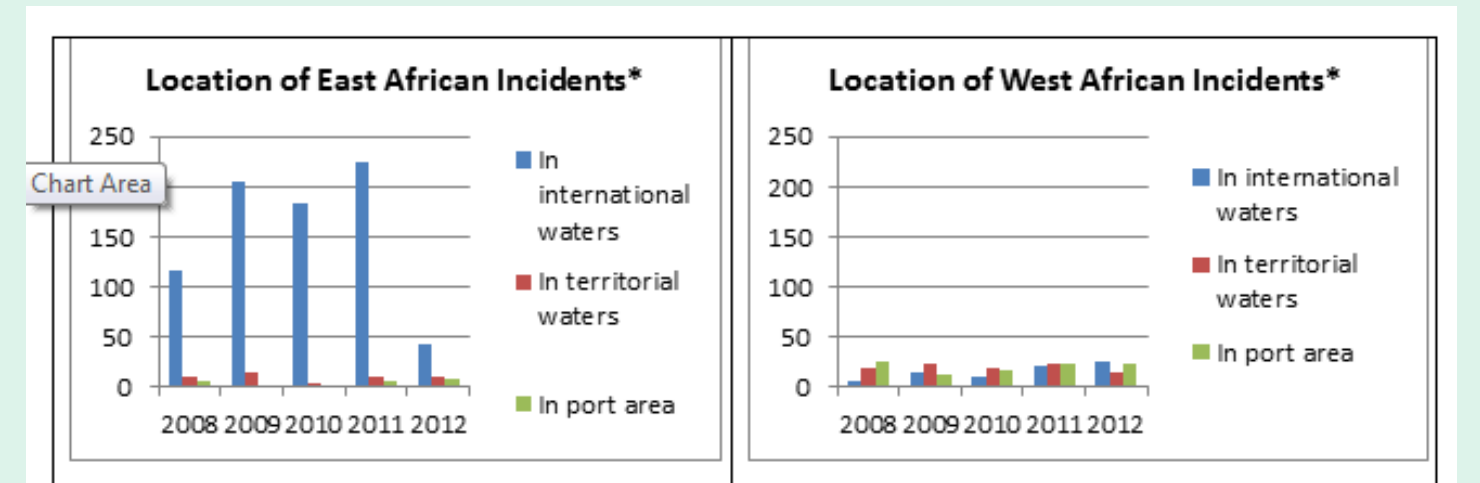 Location of East African Incidents*
250
Chart Area
150
100
50
0
2008 2009 2010 2011 2012
In
international
waters
In territorial
waters
In port area
Location of West African Incidents*
250
200
150
100
50
0
2008 2009 2010 2011 2012
In international
waters
In territorial
waters
In port area